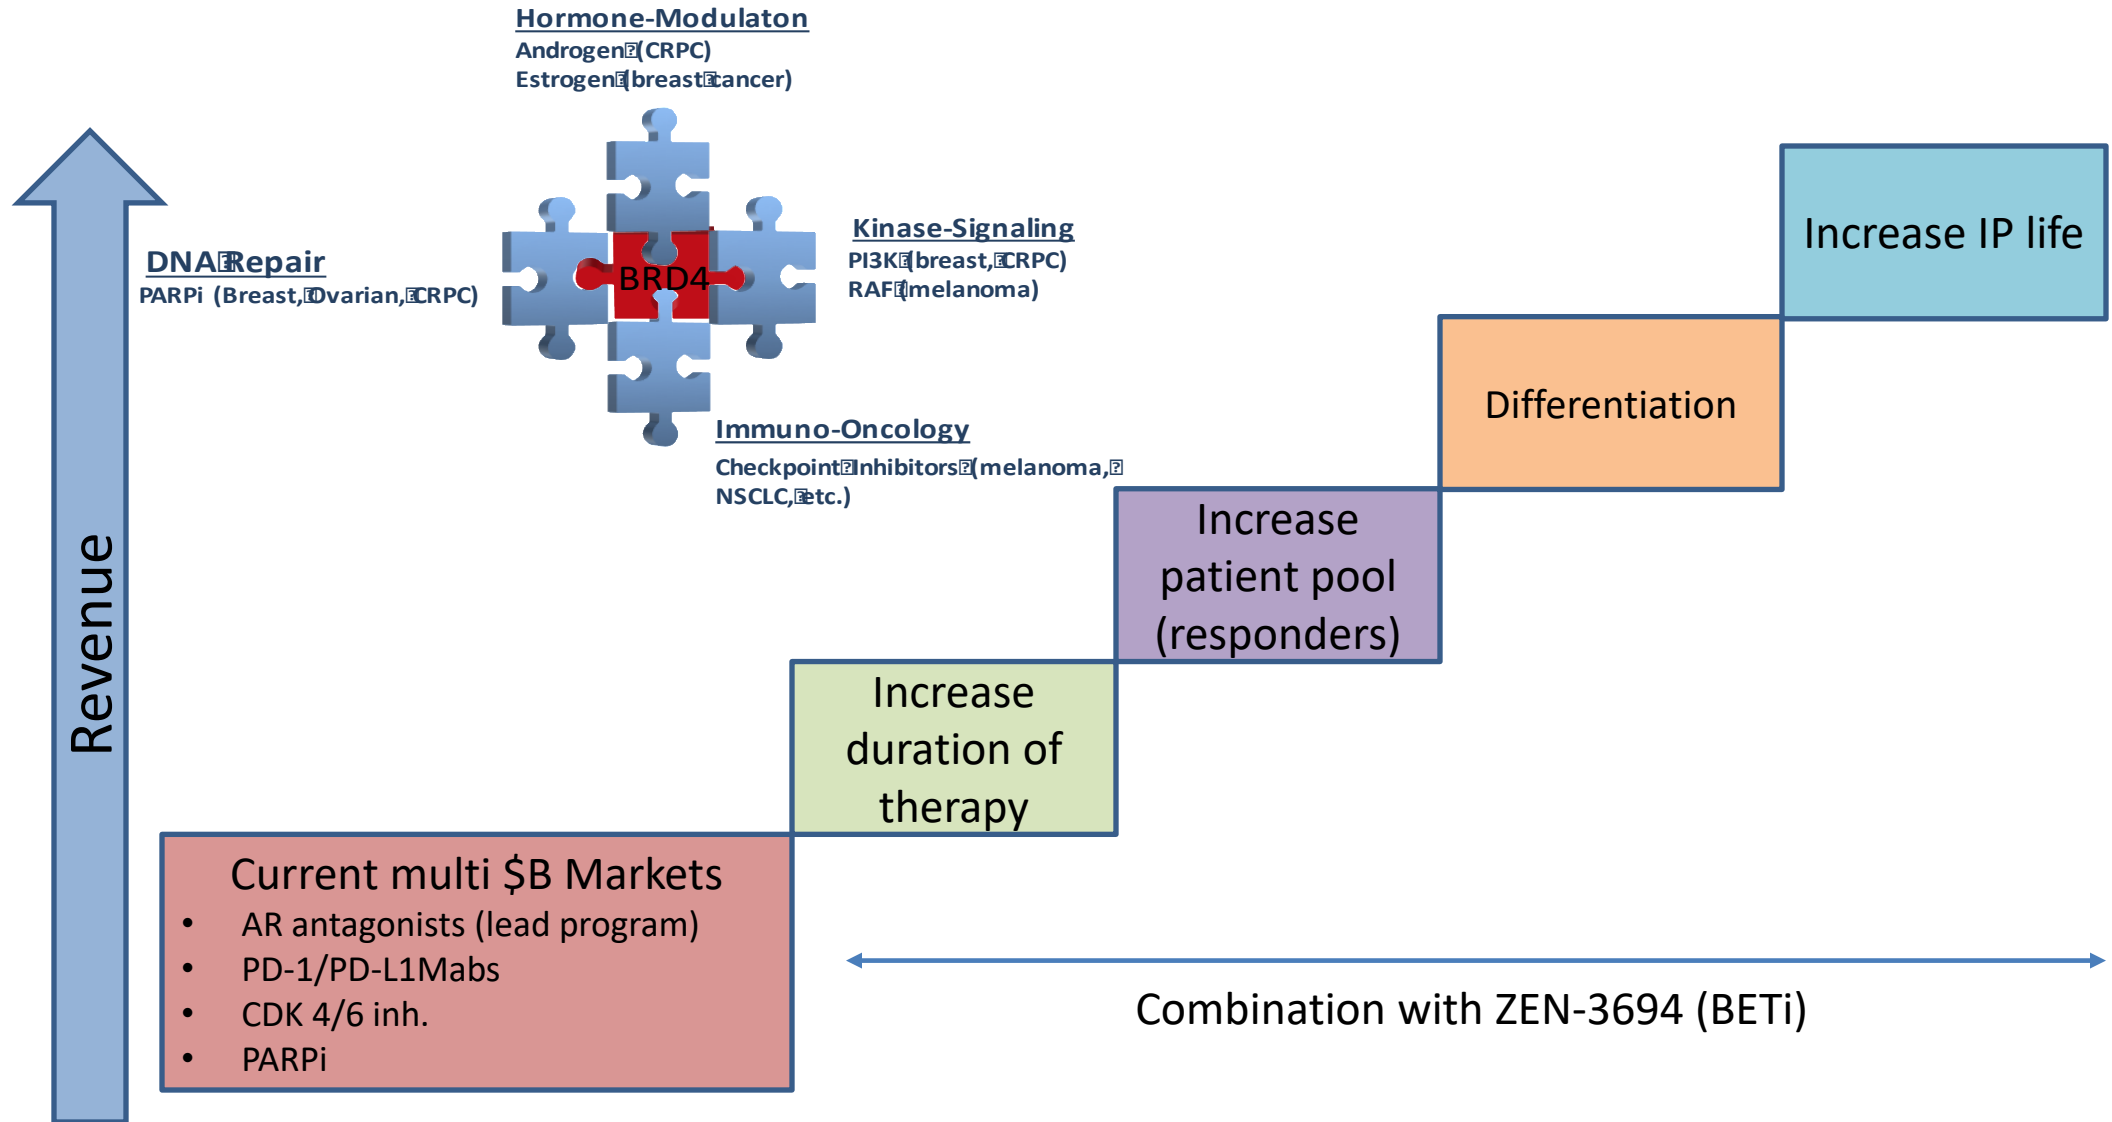 Hormone-Modulaton
Androgen (CRPC)
Estrogen (breast cancer)
DNA Repair
PARPi (Breast, Ovarian, CRPC)
BRD4
Kinase-Signaling
PI3K (breast, CRPC)
RAF (melanoma)
Immuno-Oncology
Checkpoint Inhibitors (melanoma,
NSCLC, etc.)
Revenue
Increase IP life
Differentiation
Increase
patient pool
(responders)
Increase
duration of
therapy
Current multi $B Markets
• AR antagonists (lead program)
• PD-1/PD-L1Mabs
• CDK 4/6 inh.
• PARPi
Combination with ZEN-3694 (BETi)